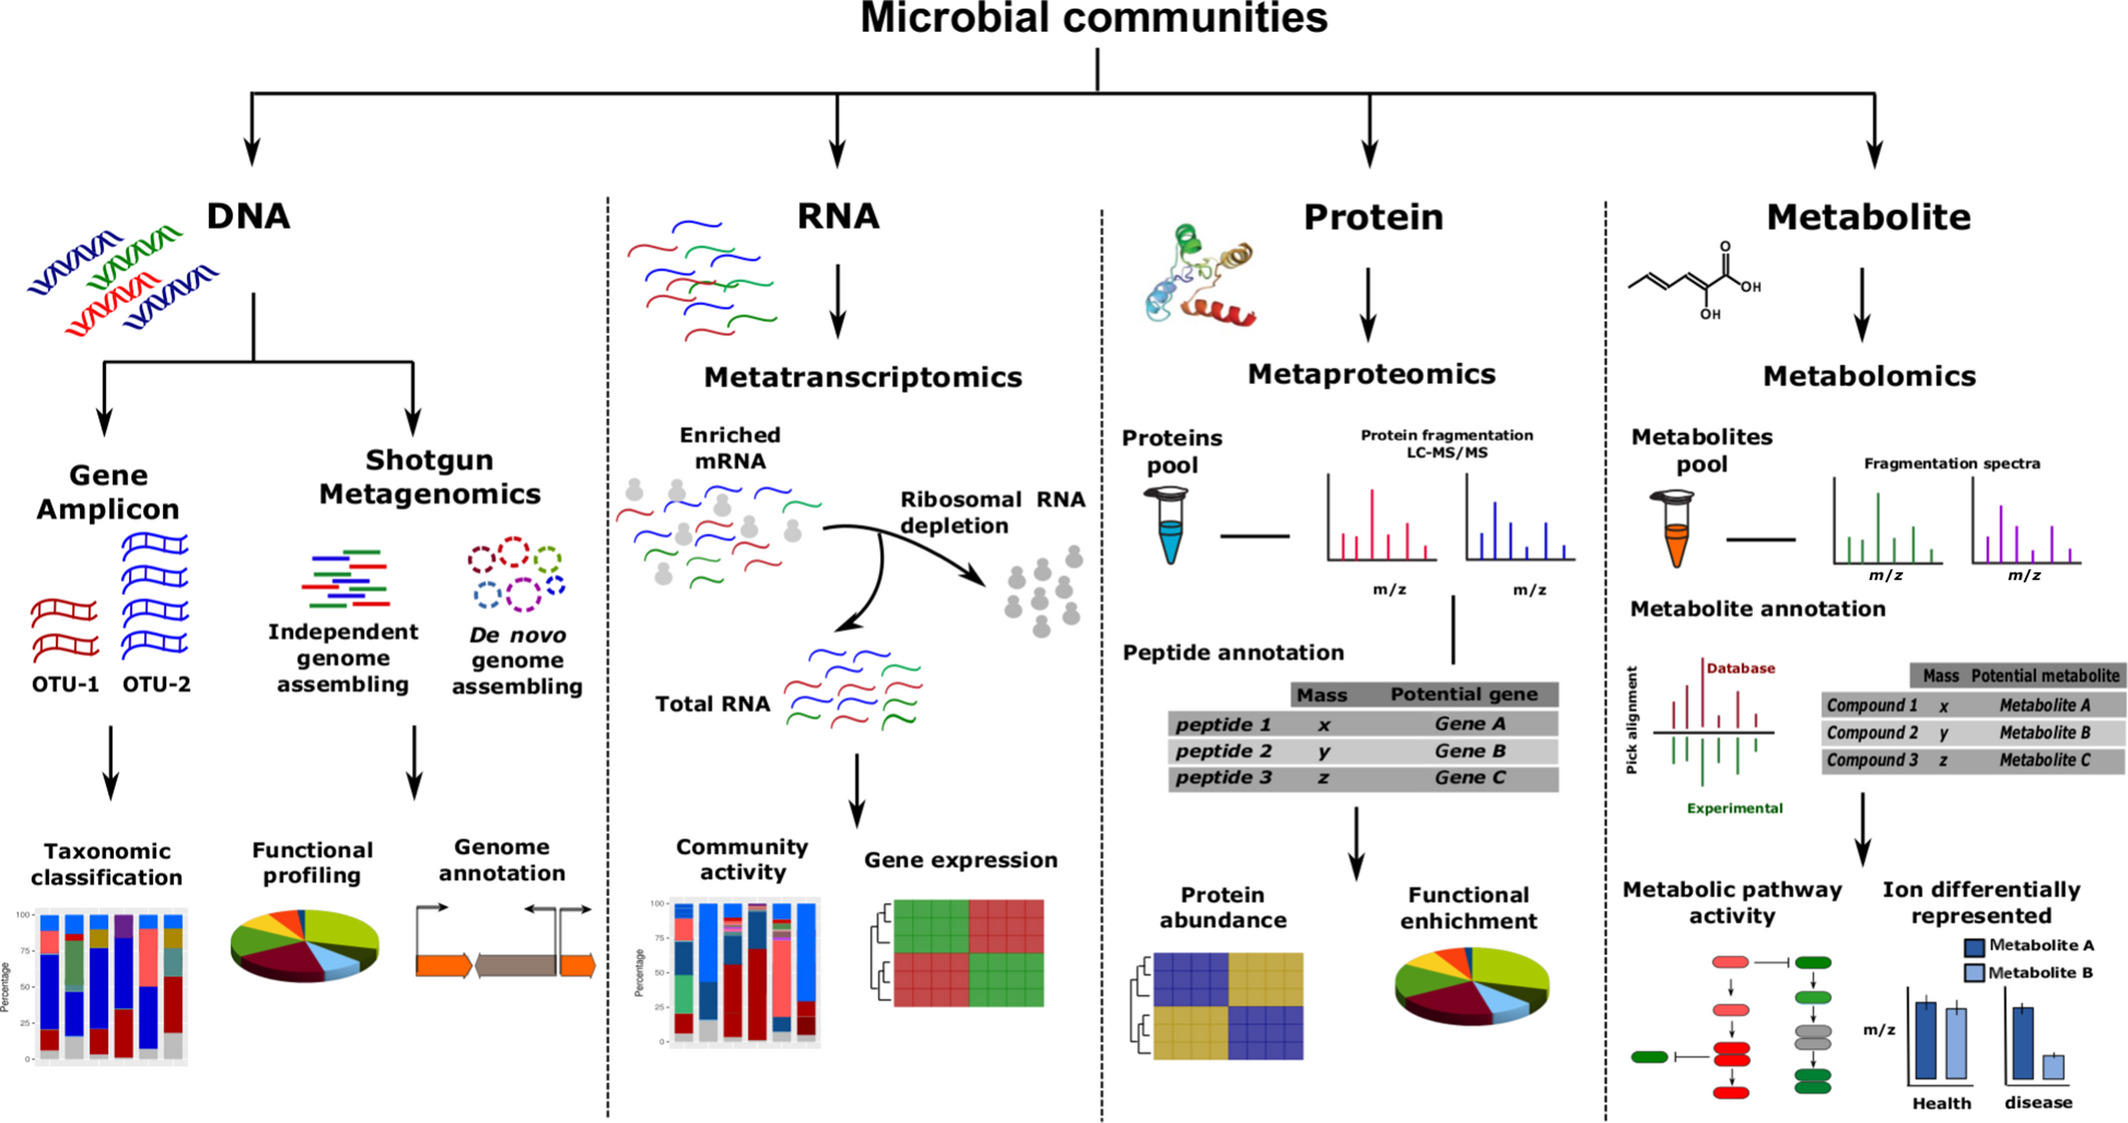 Microbial communities
DNA
RNA
Protein
Metabolite
O
OH
OH
Metatranscriptomics
Metaproteomics
Metabolomics
Gene
Amplicon
OTU-1
OTU-2
Shotgun
Metagenomics
Independent
genome
assembling
De novo
genome
assembling
Taxonomic
classification
Percentage
100
75
50
25
0
Functional
profiling
Genome
annotation
Enriched
mRNA
Ribosomal RNA
depletion
Total RNA
Community
activity
Percentage
100
75
50
25
0
Gene expression
Proteins
pool
Protein fragmentation
LC-MS/MS
m/z
m/z
Peptide annotation
Mass Potential gene
peptide 1 x Gene A
peptide 2 y Gene B
peptide 3 z Gene C
Protein
abundance
Functional
enhichment
Metabolites
pool
Fragmentation spectra
m/z
m/z
Metabolite annotation
Pick alignment
Database
Experimental
Mass Potential metabolite
Compound 1 x Metabolite A
Compound 2 y Metabolite B
Compound 3 z Metabolite C
Metabolic pathway
activity
Ion differentially
represented
Metabolite A
Metabolite B
m/z
Health
disease